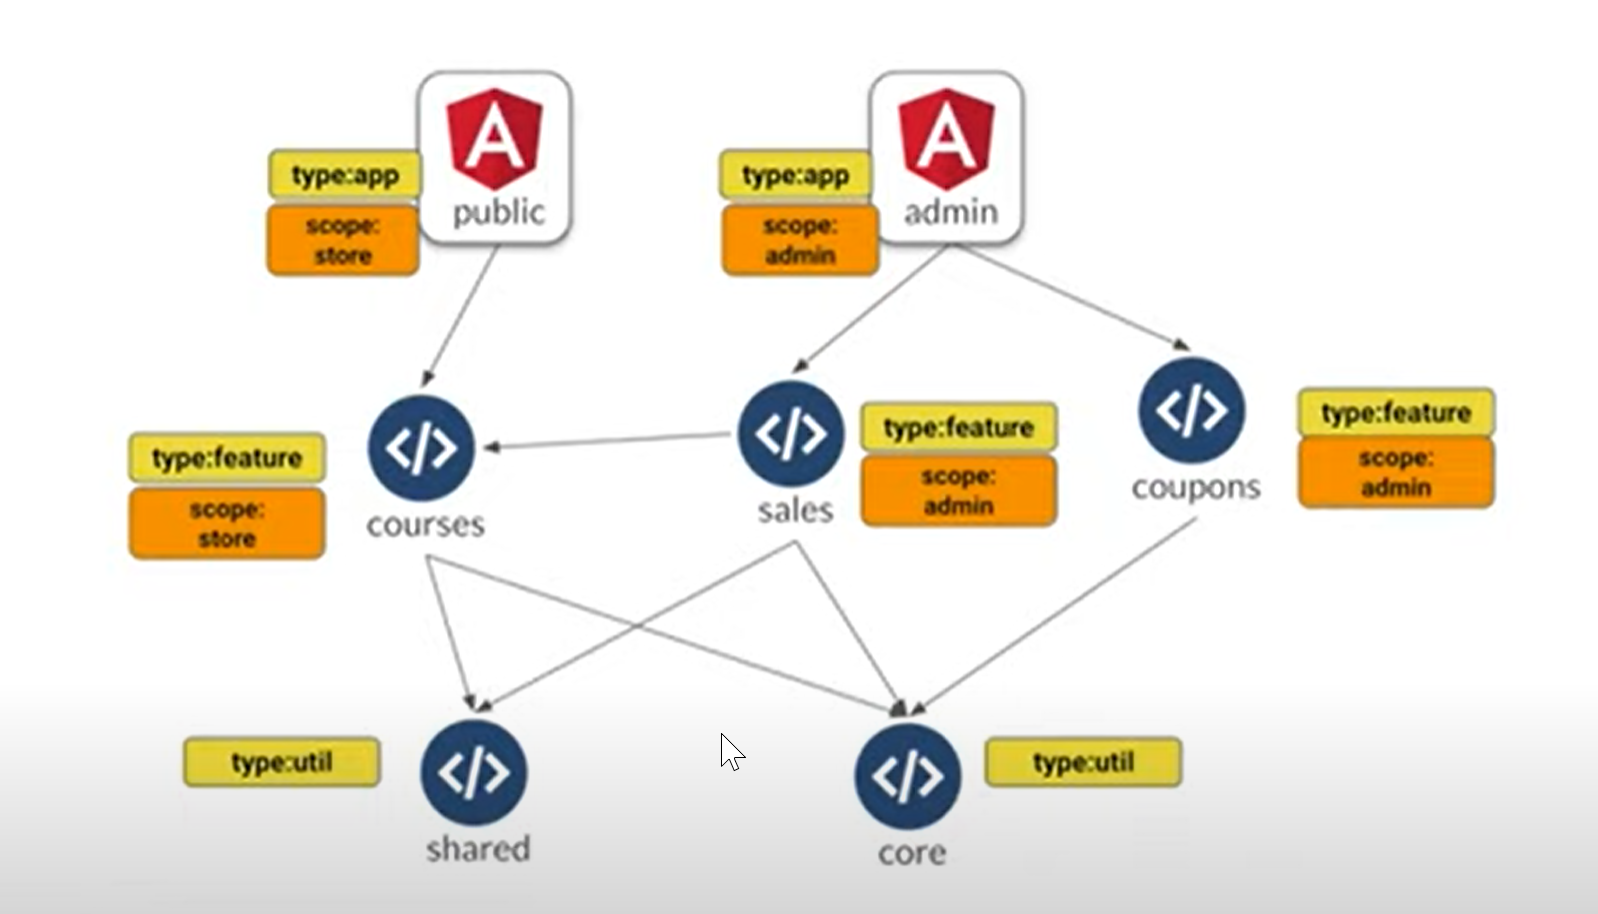 type:app
scope:
store
A
public
type:app
scope:
admin
A
admin
type:feature
scope:
store
</>
courses
</>
sales
type:feature
scope:
admin
</>
coupons
type:feature
scope:
admin
type:util
</>
shared
</>
core
type:util